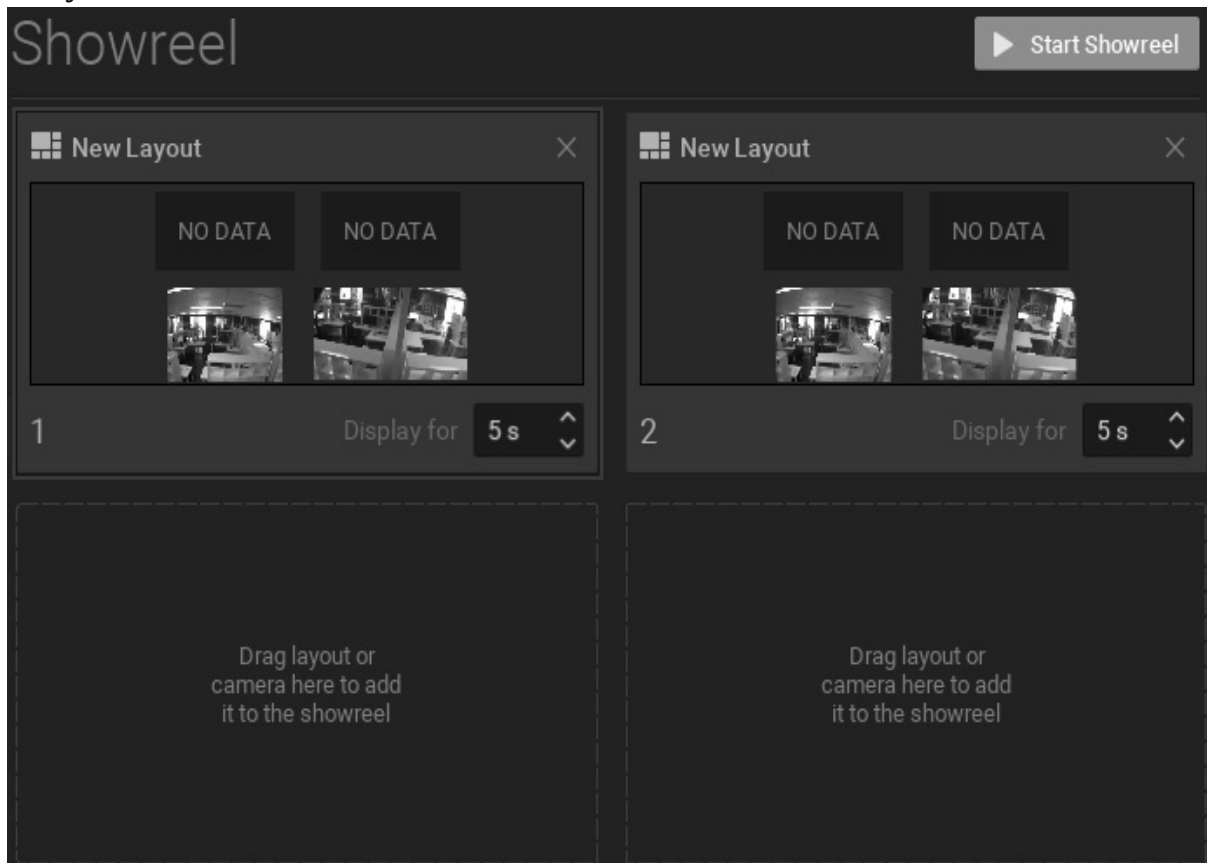 Showreel
Start Showreel
New Layout
NO DATA NO DATA
1 Display for 5 s
New Layout
NO DATA NO DATA
2 Display for 5 s
Drag layout or
camera here to add
it to the showreel
Drag layout or
camera here to add
it to the showreel